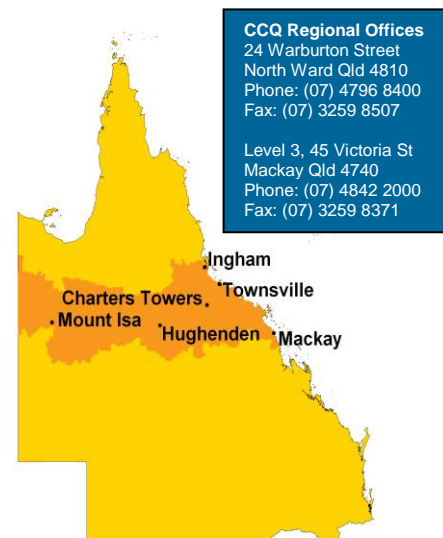 CCQ Regional Offices
24 Warburton Street
North Ward Qld 4810
Phone: (07) 4796 8400
Fax: (07) 3259 8507
Level 3, 45 Victoria St
Mackay Qld 4740
Phone: (07) 4842 2000
Fax: (07) 3259 8371
Ingham
Townsville
Charters Towers
Mount Isa
Hughenden
Mackay